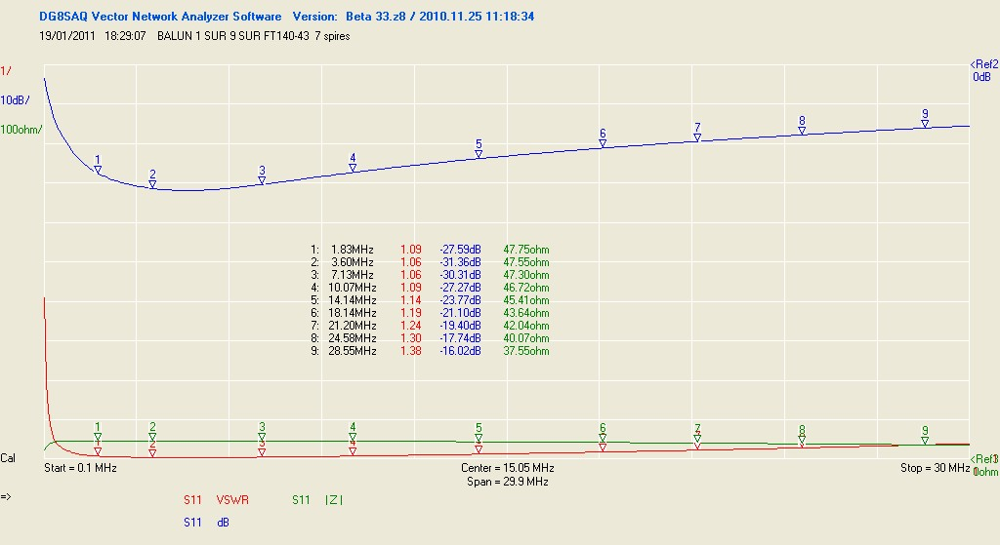 DG8SAQ Vector Network Analyzer Software Version: Beta 33.z8 / 2010.11.25 11:18:34
19/01/2011 18:29:07 BALUN 1 SUR 9 SUR FT140-43 7 spires
1/
10dB/
100ohm/
<Ref2
0dB
1 2 3 4 5 6 7 8 9
1: 1.83MHz 1.09 -27.59dB 47.75ohm
2: 3.60MHz 1.06 -31.36dB 47.55ohm
3: 7.13MHz 1.06 -30.31dB 47.30ohm
4: 10.07MHz 1.09 -27.27dB 46.72ohm
5: 14.14MHz 1.14 -23.77dB 45.41ohm
6: 18.14MHz 1.19 -21.10dB 43.64ohm
7: 21.20MHz 1.24 -19.40dB 42.04ohm
8: 24.58MHz 1.30 -17.74dB 40.07ohm
9: 28.55MHz 1.38 -16.02dB 37.55ohm
1 2 3 4 5 6 7 8 9
Cal
<Ref3
0ohm
Start = 0.1 MHz Center = 15.05 MHz Stop = 30 MHz
Span = 29.9 MHz
=>
S11 VSWR S11 |Z|
S11 dB